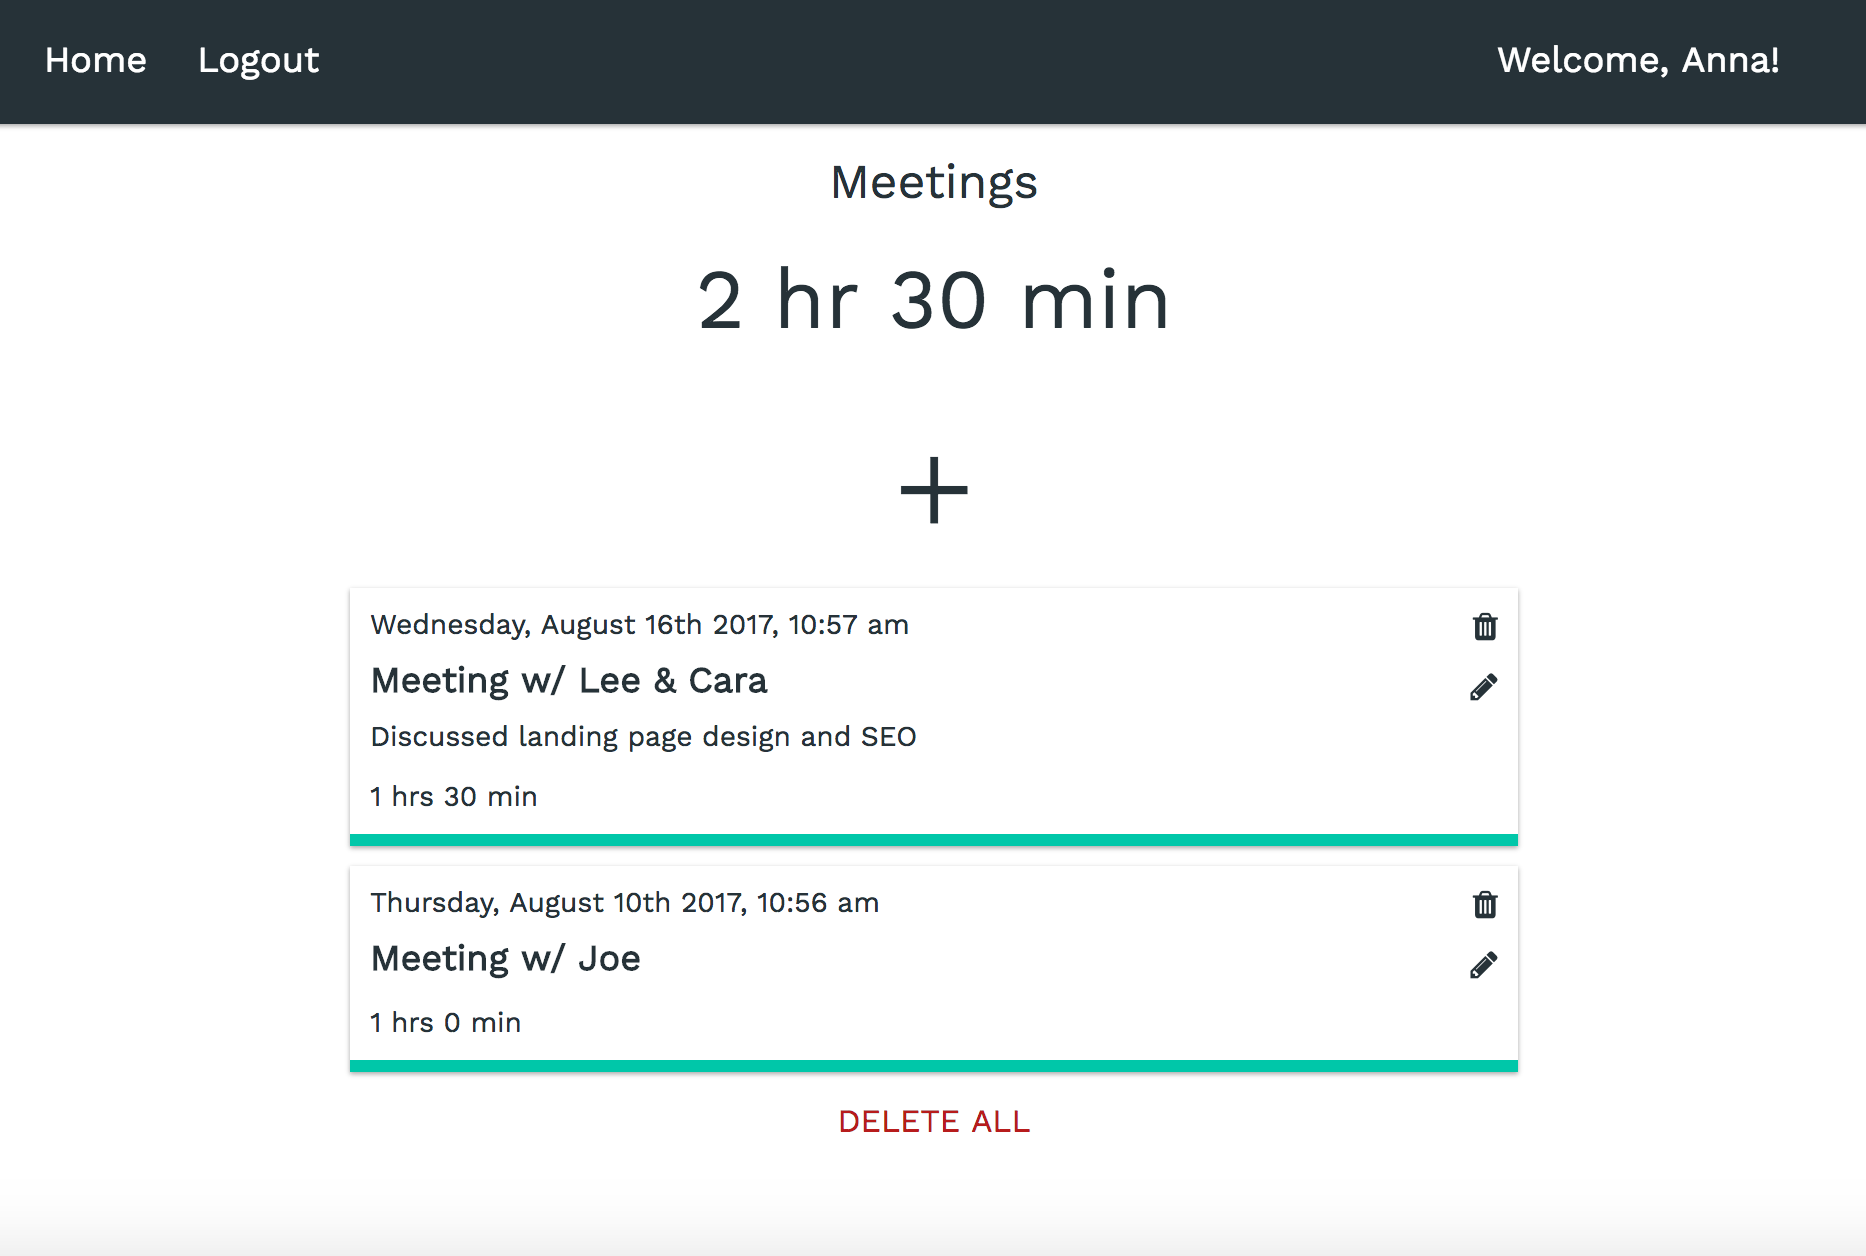 Home Logout Welcome, Anna!
Meetings
2 hr 30 min
+
Wednesday, August 16th 2017, 10:57 am
Meeting w/ Lee & Cara
Discussed landing page design and SEO
1 hrs 30 min
Thursday, August 10th 2017, 10:56 am
Meeting w/ Joe
1 hrs 0 min
DELETE ALL